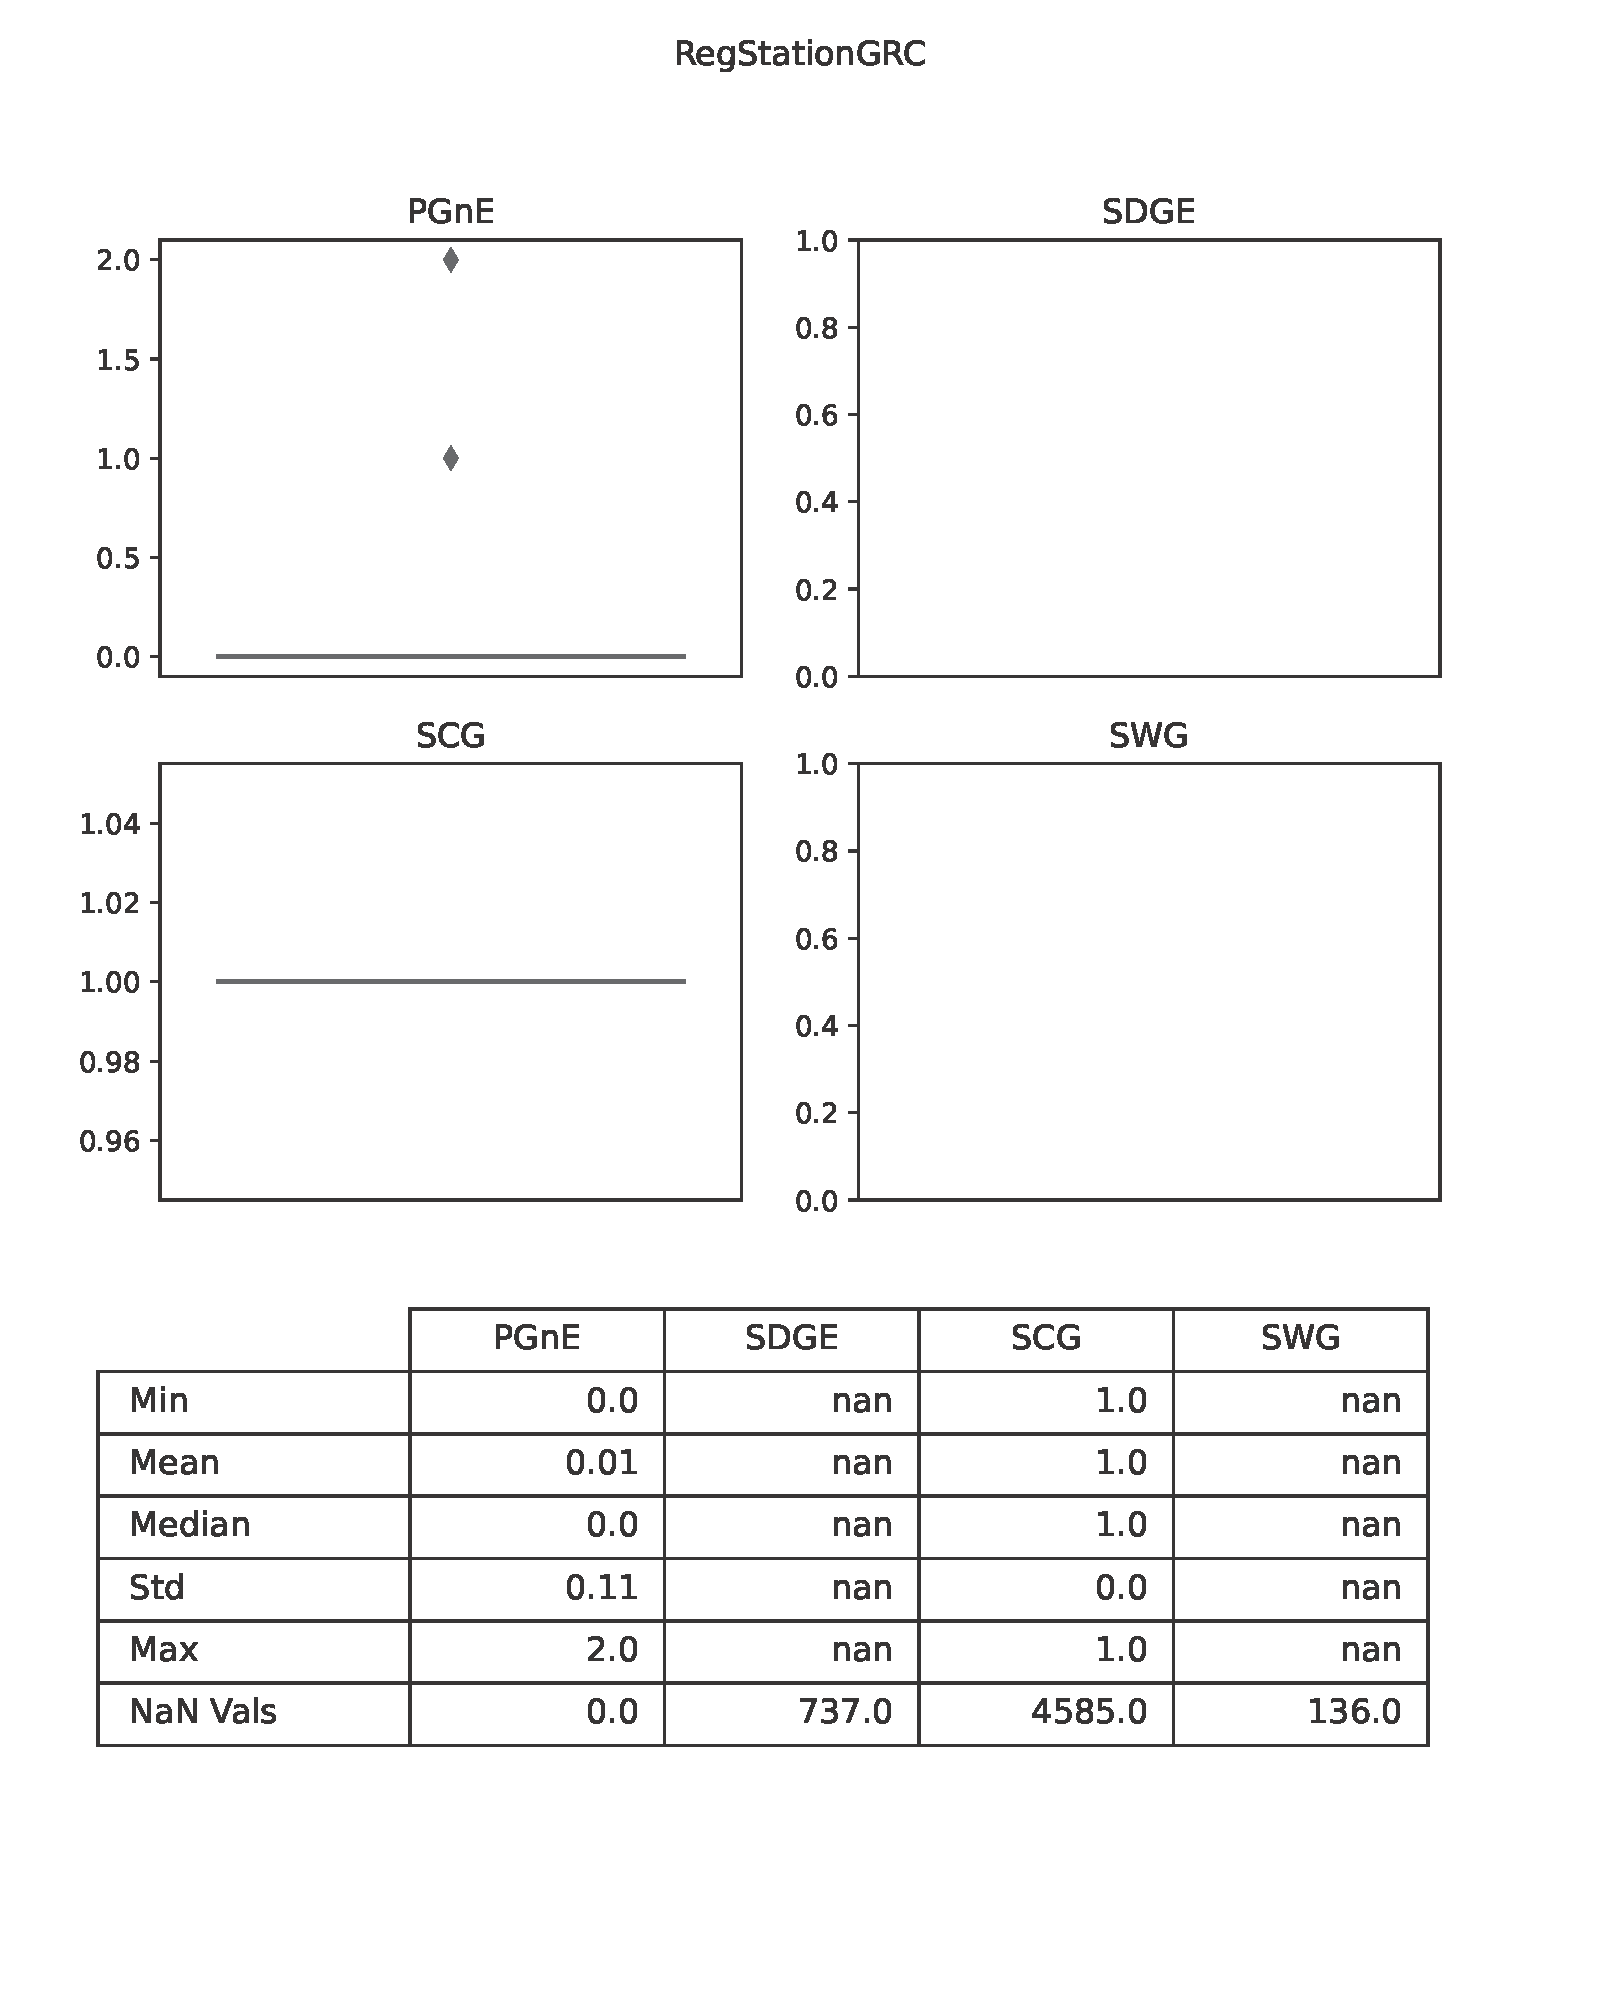 RegStationGRC
PGnE
2.0
1.5
1.0
0.5
0.0
SDGE
1.0
0.8
0.6
0.4
0.2
0.0
SCG
1.04
1.02
1.00
0.98
0.96
SWG
1.0
0.8
0.6
0.4
0.2
0.0
PGnE SDGE SCG SWG
Min 0.0 nan 1.0 nan
Mean 0.01 nan 1.0 nan
Median 0.0 nan 1.0 nan
Std 0.11 nan 0.0 nan
Max 2.0 nan 1.0 nan
NaN Vals 0.0 737.0 4585.0 136.0